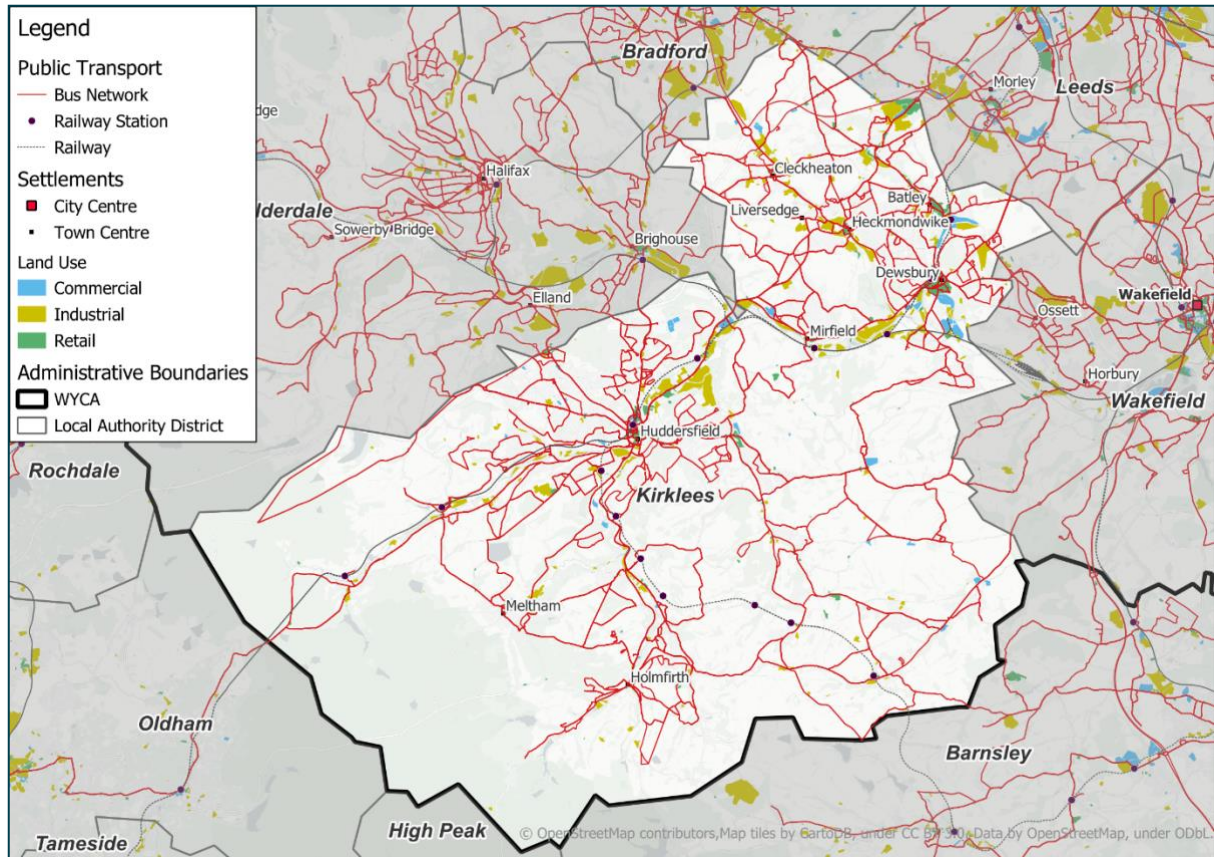 Legend
Public Transport
Bus Network
Railway Station
Railway
Settlements
City Centre
Town Centre
Land Use
Commercial
Industrial
Retail
Administrative Boundaries
WYCA
Local Authority District
Bradford
Leeds
Morley
dge
Halifax
Cleckheaton
Batley
lderdale
Sowerby Bridge
Liversedge
Heckmondwike
Brighouse
Dewsbury
Elland
Ossett
Wakefield
Mirfield
Horbury
Wakefield
Huddersfield
Rochdale
Kirklees
Meltham
Holmfirth
Oldham
Barnsley
High Peak
Tameside
© OpenStreetMap contributors,Map tiles by CartoDB, under CC BY 3.0. Data by OpenStreetMap, under ODbL.